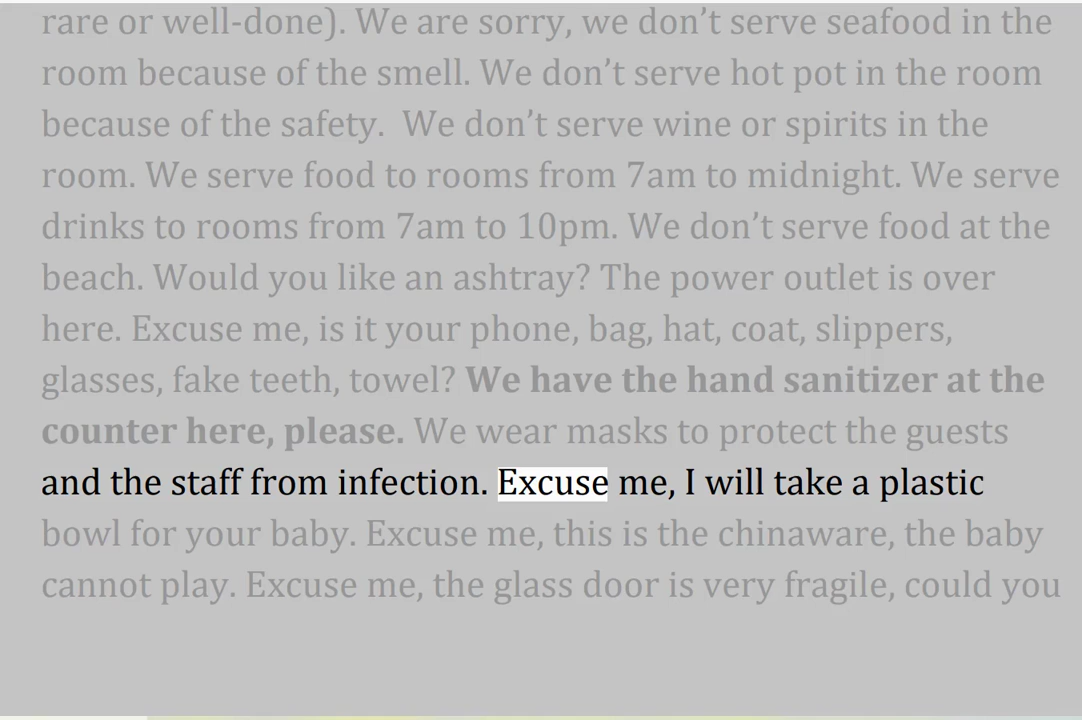 rare or well-done). We are sorry, we don’t serve seafood in the
room because of the smell. We don’t serve hot pot in the room
because of the safety.  We don’t serve wine or spirits in the
room. We serve food to rooms from 7am to midnight. We serve
drinks to rooms from 7am to 10pm. We don’t serve food at the
beach. Would you like an ashtray? The power outlet is over
here. Excuse me, is it your phone, bag, hat, coat, slippers,
glasses, fake teeth, towel? We have the hand sanitizer at the
counter here, please. We wear masks to protect the guests
and the staff from infection. Excuse me, I will take a plastic
bowl for your baby. Excuse me, this is the chinaware, the baby
cannot play. Excuse me, the glass door is very fragile, could you